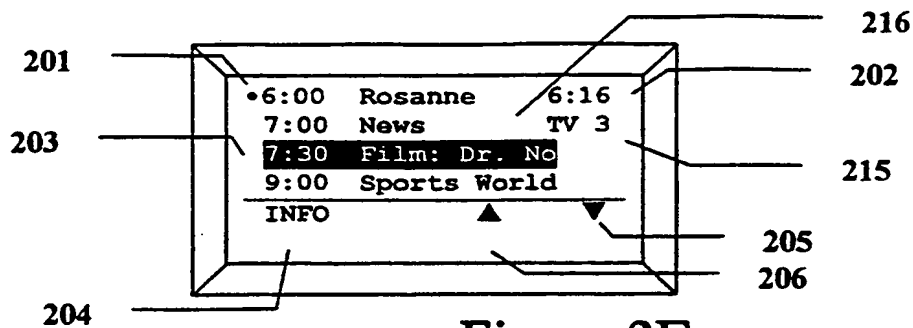 216
201
202
•6:00 Rosanne 6:16
7:00 News TV 3
203
7:30 Film: Dr. No
215
9:00 Sports World
INFO ▲ ▼
205
206
204